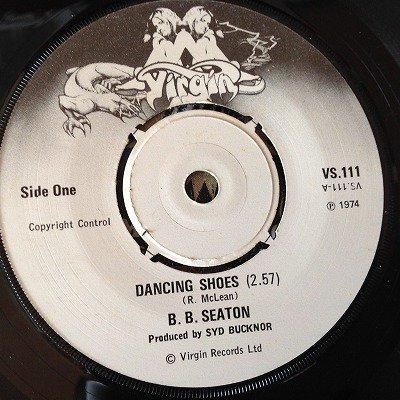 Virgin
VS.111
VS.111-A
Side One
℗ 1974
Copyright Control
DANCING SHOES (2.57)
(R. McLean)
B. B. SEATON
Produced by SYD BUCKNOR
© Virgin Records Ltd